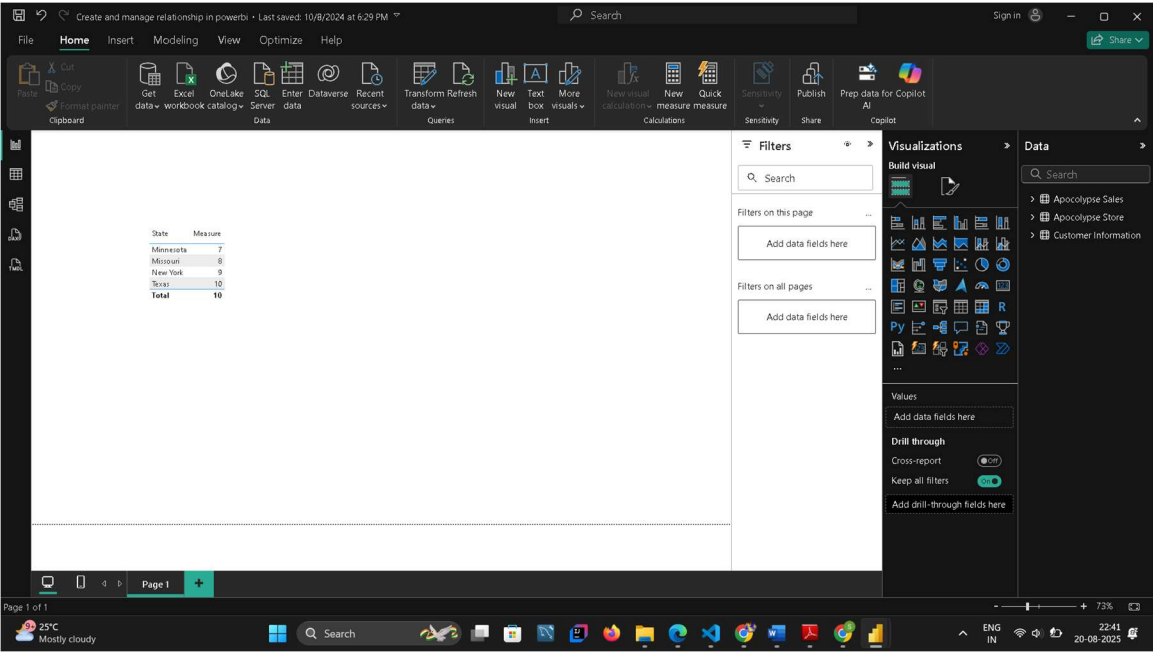 Create and manage relationship in powerbi • Last saved: 10/8/2024 at 6:29 PM
Search
Sign in
File Home Insert Modeling View Optimize Help
Share
Paste
Cut
Copy
Format painter
Clipboard
Get data
Excel workbook
OneLake catalog
SQL Server
Enter data
Dataverse
Recent sources
Data
Transform data
Refresh
Queries
New visual
Text box
More visuals
Insert
New visual calculation
New measure
Quick measure
Calculations
Sensitivity
Sensitivity
Publish
Share
Prep data for AI
Copilot
Copilot
DAX
TMDL
State Measure
Minnesota 7
Missouri 8
New York 9
Texas 10
Total 10
Filters
Search
Filters on this page ...
Add data fields here
Filters on all pages ...
Add data fields here
Visualizations
Build visual
123
R
Py
...
Values
Add data fields here
Drill through
Cross-report Off
Keep all filters On
Add drill-through fields here
Data
Search
Apocolypse Sales
Apocolypse Store
Customer Information
Page 1
Page 1 of 1
- + 73%
9+
25°C
Mostly cloudy
Search
ENG
IN
22:41
20-08-2025